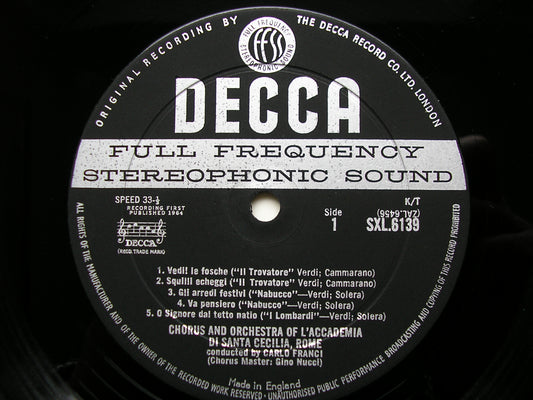 ORIGINAL RECORDING BY THE DECCA RECORD CO. LTD. LONDON
FULL FREQUENCY
ffss
STEREOPHONIC SOUND
DECCA
FULL FREQUENCY
STEREOPHONIC SOUND
SPEED 33-⅓
RECORDING FIRST
PUBLISHED 1964
DECCA
(REGD. TRADE MARK)
Side
1
K/T
(ZAL.6456)
SXL.6139
1. Vedi! le fosche ("Il Trovatore" Verdi; Cammarano)
2. Squilli echeggi ("Il Trovatore" Verdi; Cammarano)
3. Gli arredi festivi ("Nabucco"—Verdi; Solera)
4. Va pensiero ("Nabucco"—Verdi; Solera)
5. O Signore dal tetto natio ("I Lombardi"—Verdi; Solera)
CHORUS AND ORCHESTRA OF L'ACCADEMIA
DI SANTA CECILIA, ROME
conducted by CARLO FRANCI
(Chorus Master: Gino Nucci)
Made in England
ALL RIGHTS OF THE MANUFACTURER AND OF THE OWNER OF THE RECORDED WORK RESERVED · UNAUTHORISED PUBLIC PERFORMANCE BROADCASTING AND COPYING OF THIS RECORD PROHIBITED